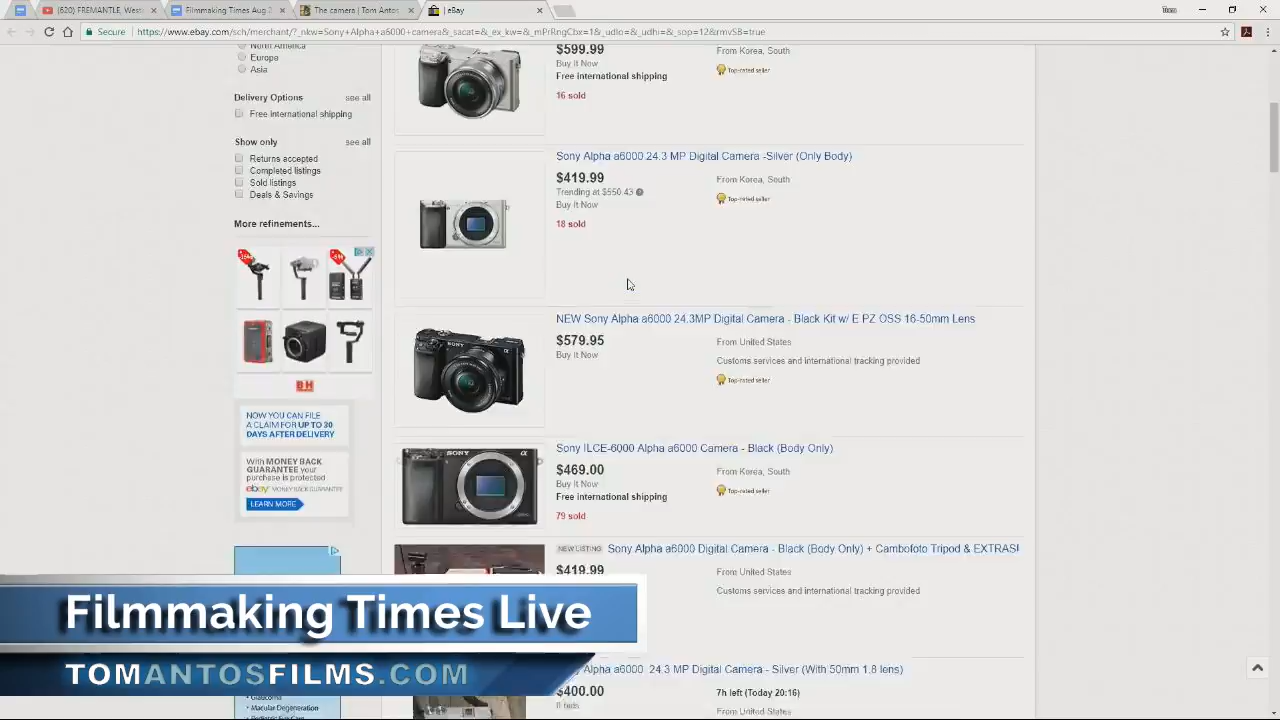 (620) FREMANTLE, Wes
Filmmaking Times Aug 2
The camera | Tom Antos
| eBay
Secure
https://www.ebay.com/sch/merchant/?_nkw=Sony+Alpha+a6000+camera&_sacat=&_ex_kw=&_mPrRngCbx=1&_udlo=&_udhi=&_sop=12&rmvSB=true
North America
Europe
Asia
Delivery Options see all
Free international shipping
Show only see all
Returns accepted
Completed listings
Sold listings
Deals & Savings
More refinements...
B&H
NOW YOU CAN FILE
A CLAIM FOR UP TO 30
DAYS AFTER DELIVERY
With MONEY BACK
GUARANTEE your
purchase is protected
ebay MONEY BACK GUARANTEE
LEARN MORE
Glaucoma
• Macular Degeneration
$599.99
Buy It Now
Free international shipping
16 sold
From Korea, South
Top-rated seller
Sony Alpha a6000 24.3 MP Digital Camera -Silver (Only Body)
$419.99
Trending at $550.43
Buy It Now
18 sold
From Korea, South
Top-rated seller
NEW Sony Alpha a6000 24.3MP Digital Camera - Black Kit w/ E PZ OSS 16-50mm Lens
$579.95
Buy It Now
From United States
Customs services and international tracking provided
Top-rated seller
SONY
Sony ILCE-6000 Alpha a6000 Camera - Black (Body Only)
$469.00
Buy It Now
Free international shipping
79 sold
From Korea, South
Top-rated seller
SONY
NEW LISTING Sony Alpha a6000 Digital Camera - Black (Body Only) + Cambofoto Tripod & EXTRAS!
$419.99
From United States
Customs services and international tracking provided
Alpha a6000 24.3 MP Digital Camera - Silver (With 50mm 1.8 lens)
$400.00
7h left (Today 20:16)
From United States
Filmmaking Times Live
TOMANTOSFILMS.COM